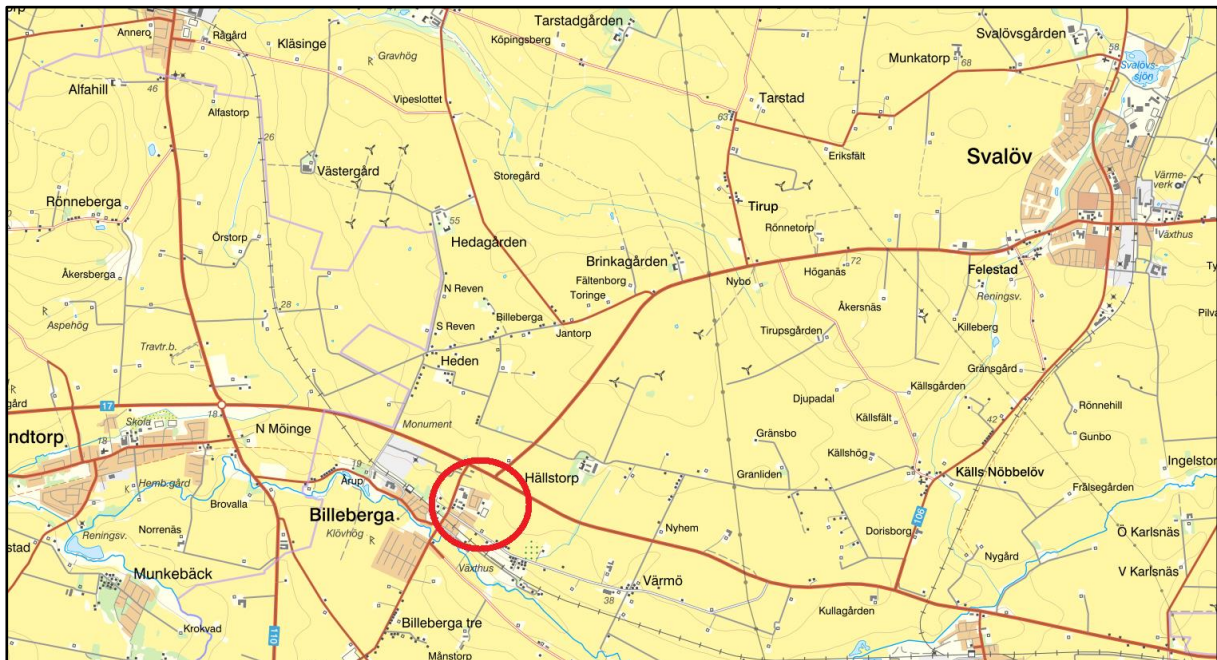 Annero
Rågård
Kläsinge
Gravhög
Köpingsberg
Tarstadgården
Svalövsgården
Munkatorp
68
58
Svalövs-
sjön
Alfahill
46
Alfastorp
Vipeslottet
Tarstad
63
26
Eriksfält
Svalöv
Västergård
Storegård
Värme-
verk
Rönneberga
55
Tirup
Hedagården
Rönnetorp
Växthus
Örstorp
Brinkagården
72
Höganäs
Felestad
Åkersberga
Fältenborg
Nybo
N Reven
Toringe
Reningsv.
28
Billeberga
Åkersnäs
Aspehög
S Reven
Jantorp
Tirupsgården
Killeberg
Travtr.b.
Heden
Gränsgård
Källsgården
gård
17
Djupadal
Rönnehill
Skola
18
Monument
Källsfält
42
ndtorp
18
N Möinge
Gränsbo
Gunbo
Källshög
19
Hällstorp
Granliden
Källs Nöbbelöv
Ingelstor
Hemb.gård
Årup
Brovalla
Frälsegården
Billeberga
106
Norrenäs
Klövhög
Nyhem
Dorisborg
Ö Karlsnäs
Reningsv.
Nygård
stad
Växthus
V Karlsnäs
Munkebäck
Värmö
38
Kullagården
Krokvad
Billeberga tre
110
Månstorp